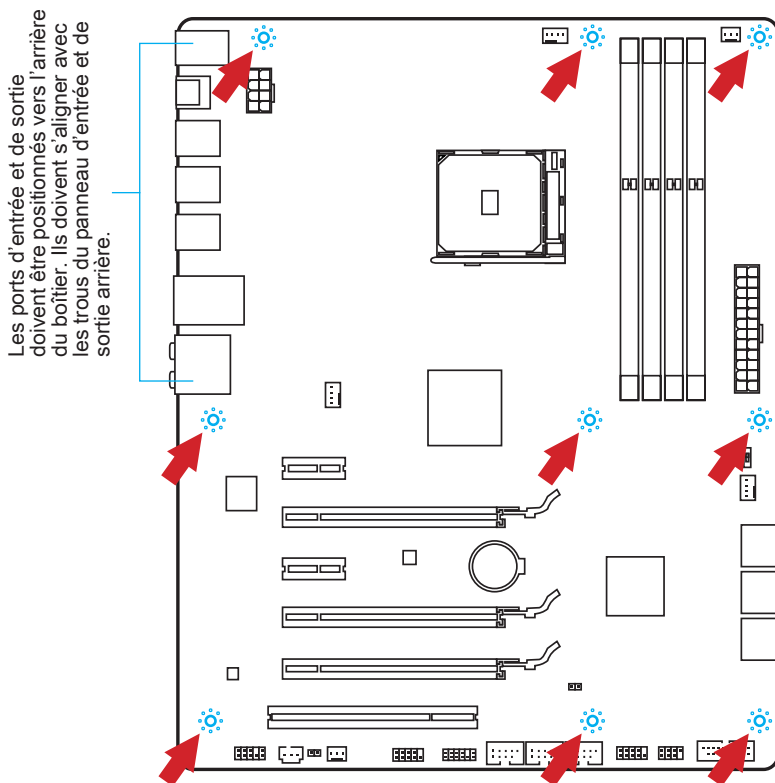 Les ports d'entrée et de sortie
doivent être positionnés vers l'arrière
du boîtier. Ils doivent s'aligner avec
les trous du panneau d'entrée et de
sortie arrière.